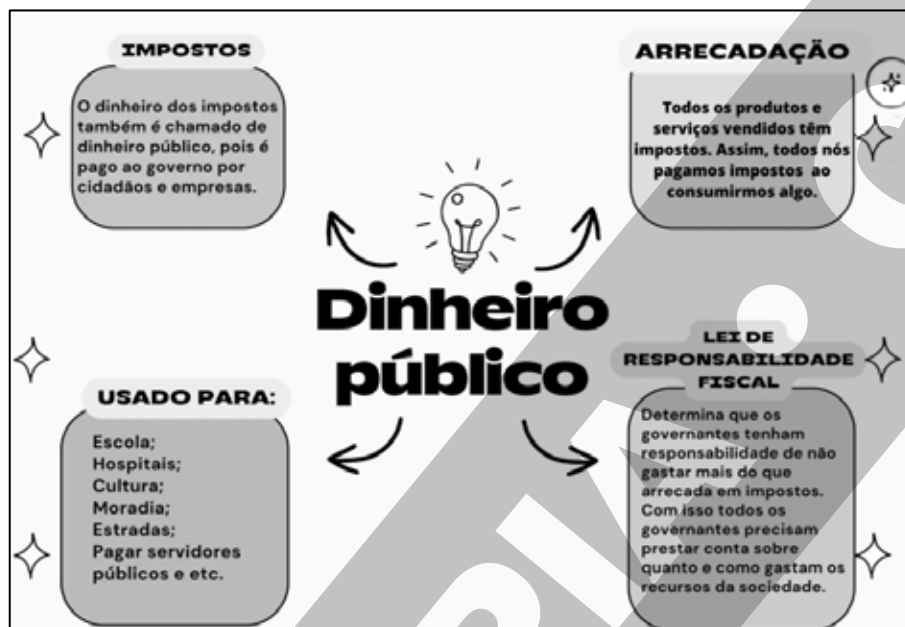 IMPOSTOS
O dinheiro dos impostos
também é chamado de
dinheiro público, pois é
pago ao governo por
cidadãos e empresas.
ARRECADAÇÃO
Todos os produtos e
serviços vendidos têm
impostos. Assim, todos nós
pagamos impostos ao
consumirmos algo.
Dinheiro
público
USADO PARA:
Escola;
Hospitais;
Cultura;
Moradia;
Estradas;
Pagar servidores
públicos e etc.
LEI DE
RESPONSABILIDADE
FISCAL
Determina que os
governantes tenham
responsabilidade de não
gastar mais do que
arrecada em impostos.
Com isso todos os
governantes precisam
prestar conta sobre
quanto e como gastam os
recursos da sociedade.